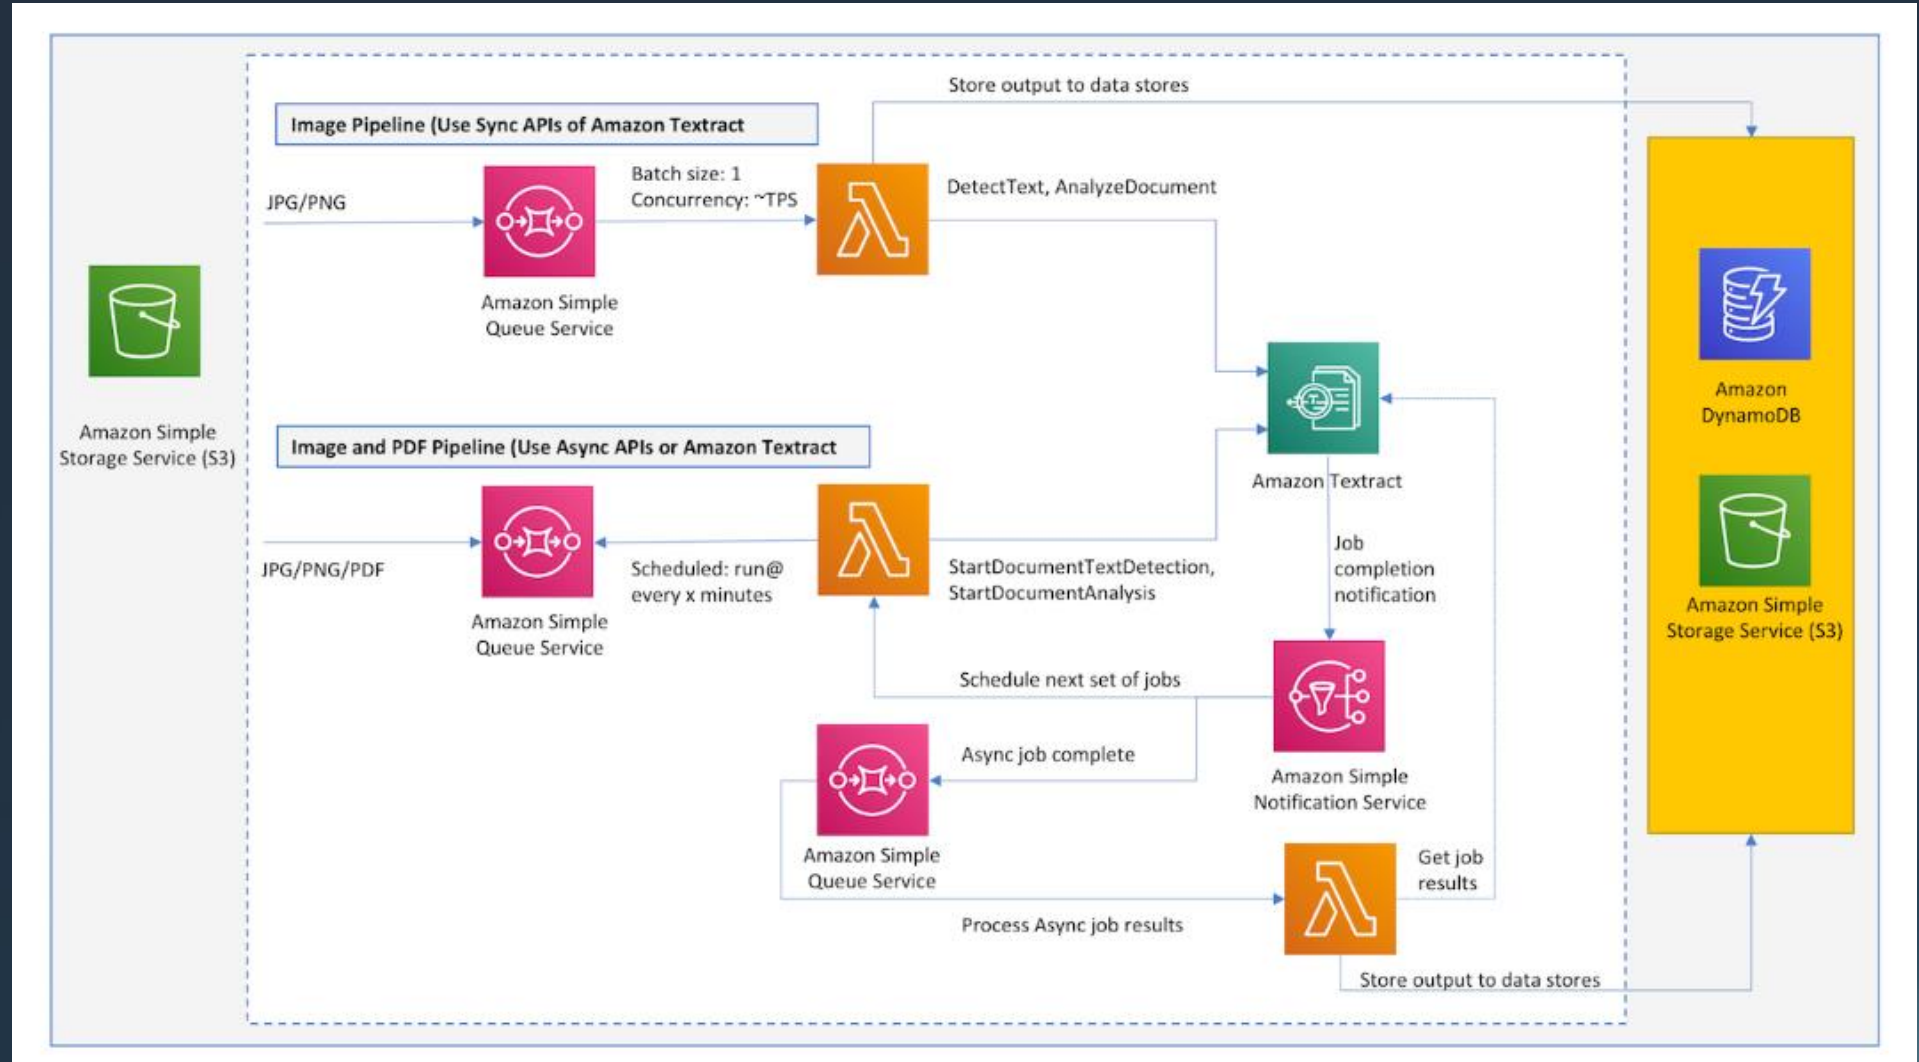 Store output to data stores
Image Pipeline (Use Sync APIs of Amazon Textract
JPG/PNG
Batch size: 1
Concurrency: ~TPS
DetectText, AnalyzeDocument
Amazon Simple
Queue Service
Amazon Simple
Storage Service (S3)
Amazon
DynamoDB
Amazon Simple
Storage Service (S3)
Image and PDF Pipeline (Use Async APIs or Amazon Textract
Amazon Textract
JPG/PNG/PDF
Amazon Simple
Queue Service
Scheduled: run@
every x minutes
StartDocumentTextDetection,
StartDocumentAnalysis
Job
completion
notification
Schedule next set of jobs
Async job complete
Amazon Simple
Notification Service
Amazon Simple
Queue Service
Get job
results
Process Async job results
Store output to data stores